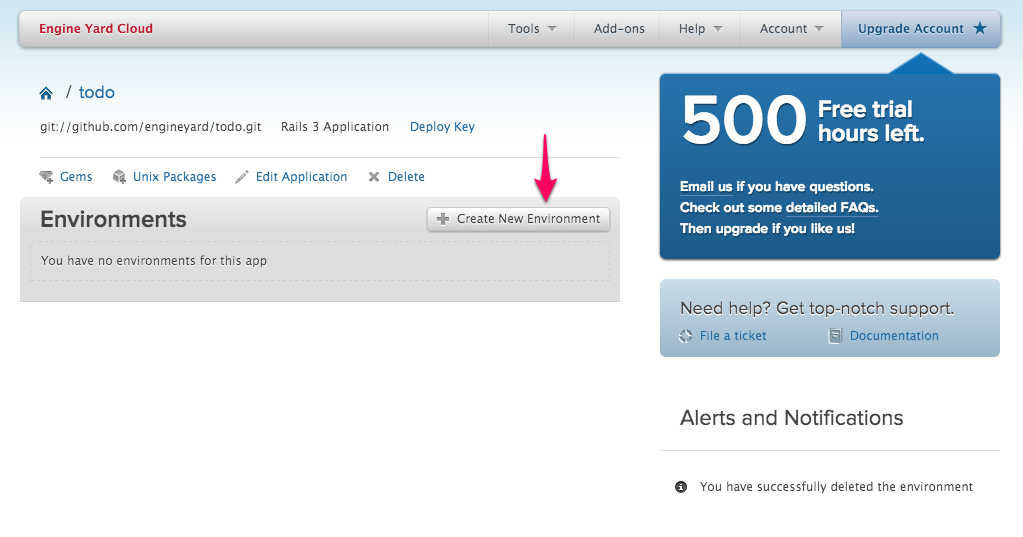 Engine Yard Cloud
Tools
Add-ons
Help
Account
Upgrade Account
/ todo
git://github.com/engineyard/todo.git Rails 3 Application Deploy Key
Gems Unix Packages Edit Application Delete
Environments
Create New Environment
You have no environments for this app
500 Free trial
hours left.
Email us if you have questions.
Check out some detailed FAQs.
Then upgrade if you like us!
Need help? Get top-notch support.
File a ticket Documentation
Alerts and Notifications
You have successfully deleted the environment